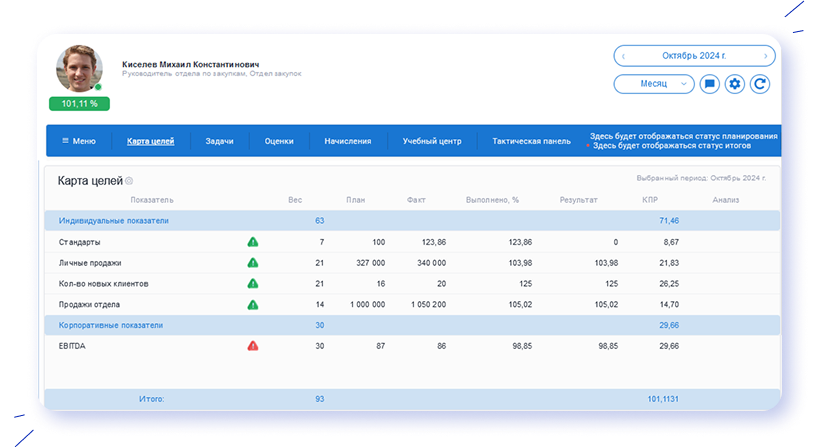 Киселев Михаил Константинович
Руководитель отдела по закупкам, Отдел закупок
101,11 %
Октябрь 2024 г.
Месяц
Меню Карта целей Задачи Оценки Начисления Учебный центр Тактическая панель
Здесь будет отображаться статус планирования
Здесь будет отображаться статус итогов
Карта целей
Выбранный период: Октябрь 2024 г.
Показатель Вес План Факт Выполнено, % Результат КПР Анализ
Индивидуальные показатели 63 71,46
Стандарты 7 100 123,86 123,86 0 8,67
Личные продажи 21 327 000 340 000 103,98 103,98 21,83
Кол-во новых клиентов 21 16 20 125 125 26,25
Продажи отдела 14 1 000 000 1 050 200 105,02 105,02 14,70
Корпоративные показатели 30 29,66
EBITDA 30 87 86 98,85 98,85 29,66
Итого: 93 101,1131